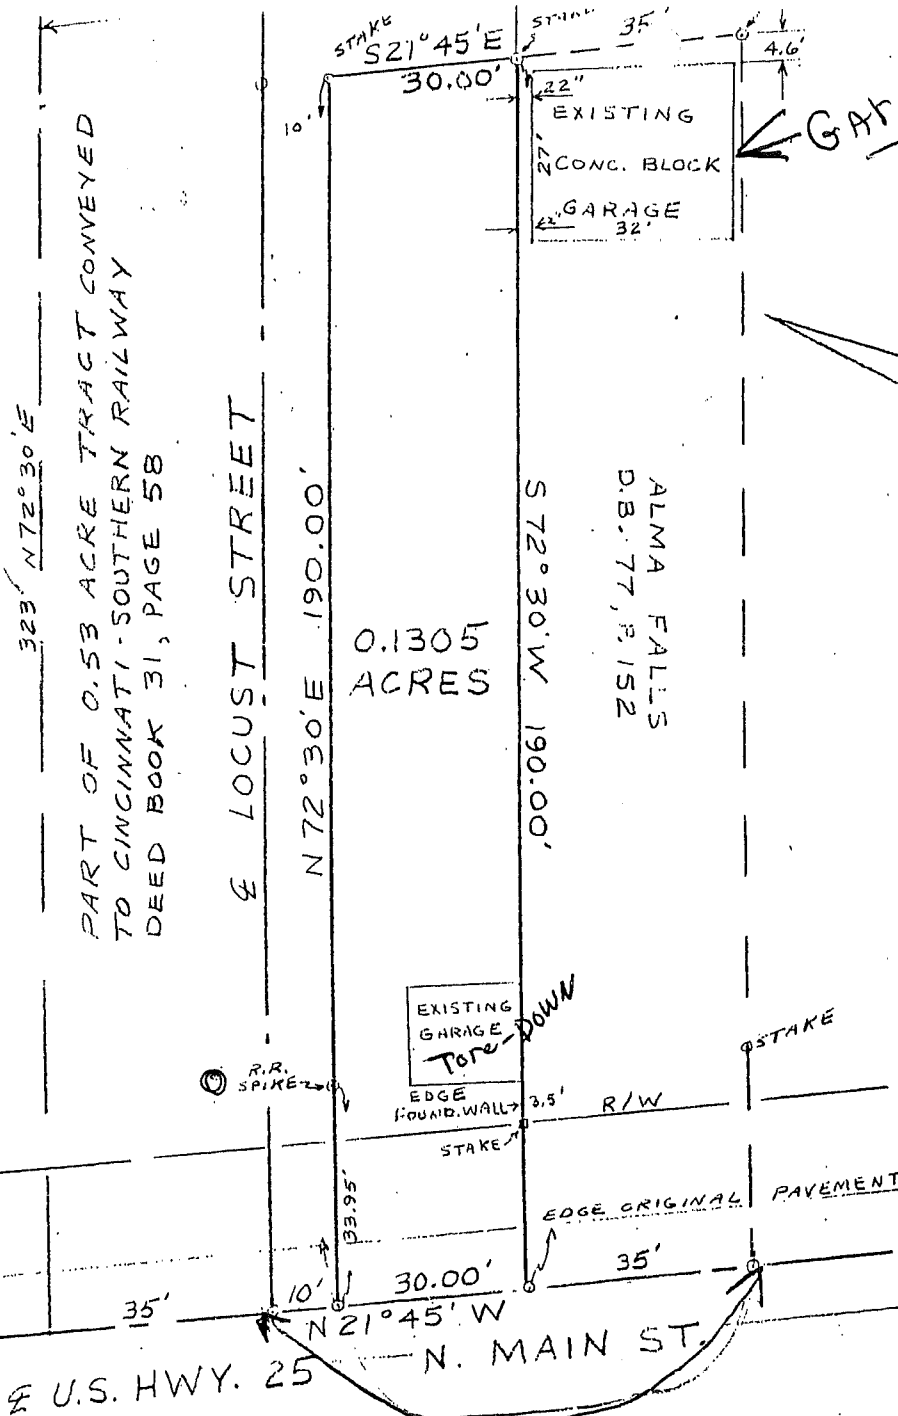 STAKE
S21°45'E
30.00'
35'
4.6'
10'
22"
EXISTING
27'
CONC. BLOCK
GARAGE
32'
PART OF 0.53 ACRE TRACT CONVEYED
TO CINCINNATI-SOUTHERN RAILWAY
DEED BOOK 31, PAGE 58
323' N72°30'E
℄ LOCUST STREET
N 72°30'E 190.00'
0.1305
ACRES
S 72°30'W 190.00'
ALMA FALLS
D.B. 77, P. 152
EXISTING
GARAGE
Tore-DOWN
STAKE
R.R.
SPIKE
EDGE
FOUND. WALL
3.5'
R/W
STAKE
33.95'
EDGE ORIGINAL PAVEMENT
35'
10'
30.00'
35'
N 21°45' W
℄ U.S. HWY. 25
N. MAIN ST.